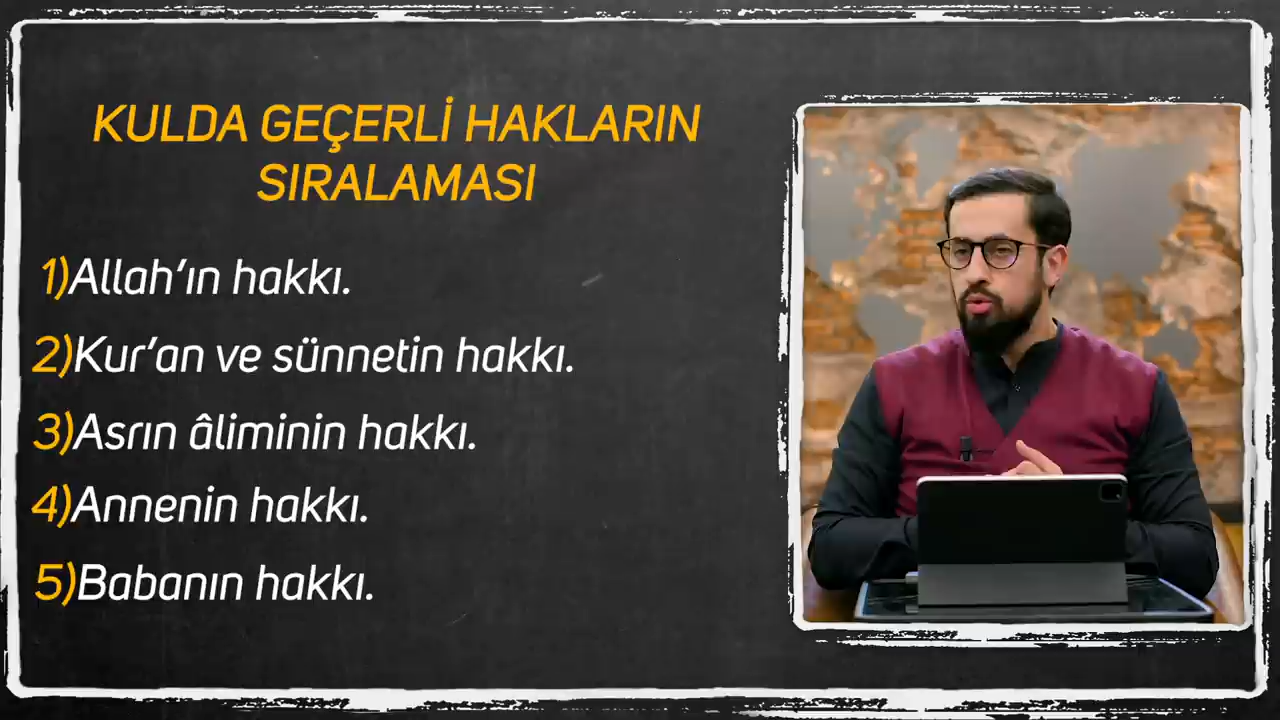 KULDA GEÇERLİ HAKLARIN
SIRALAMASI
1)Allah’ın hakkı.
2)Kur’an ve sünnetin hakkı.
3)Asrın âliminin hakkı.
4)Annenin hakkı.
5)Babanın hakkı.